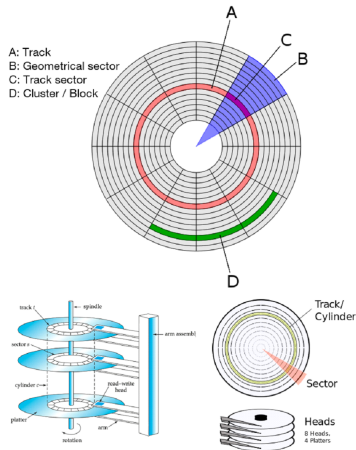 A
C
B
A: Track
B: Geometrical sector
C: Track sector
D: Cluster / Block
D
track t
spindle
arm assembl
sector s
cylinder c
read-write
head
platter
arm
rotation
Track/
Cylinder
Sector
Heads
8 Heads,
4 Platters